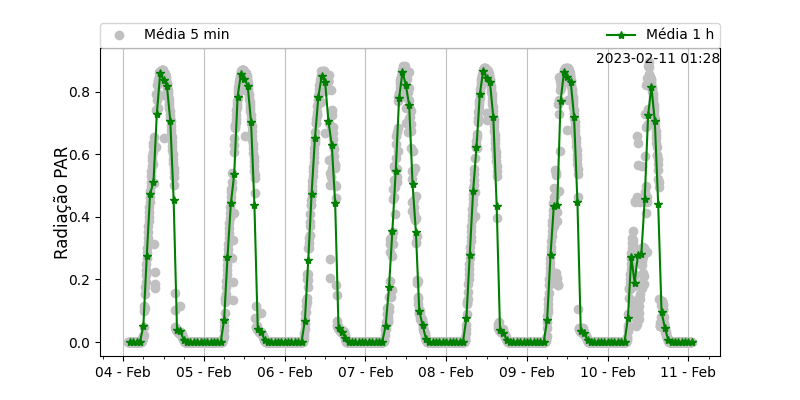 Média 5 min
Média 1 h
2023-02-11 01:28
Radiação PAR
0.8
0.6
0.4
0.2
0.0
04 - Feb
05 - Feb
06 - Feb
07 - Feb
08 - Feb
09 - Feb
10 - Feb
11 - Feb